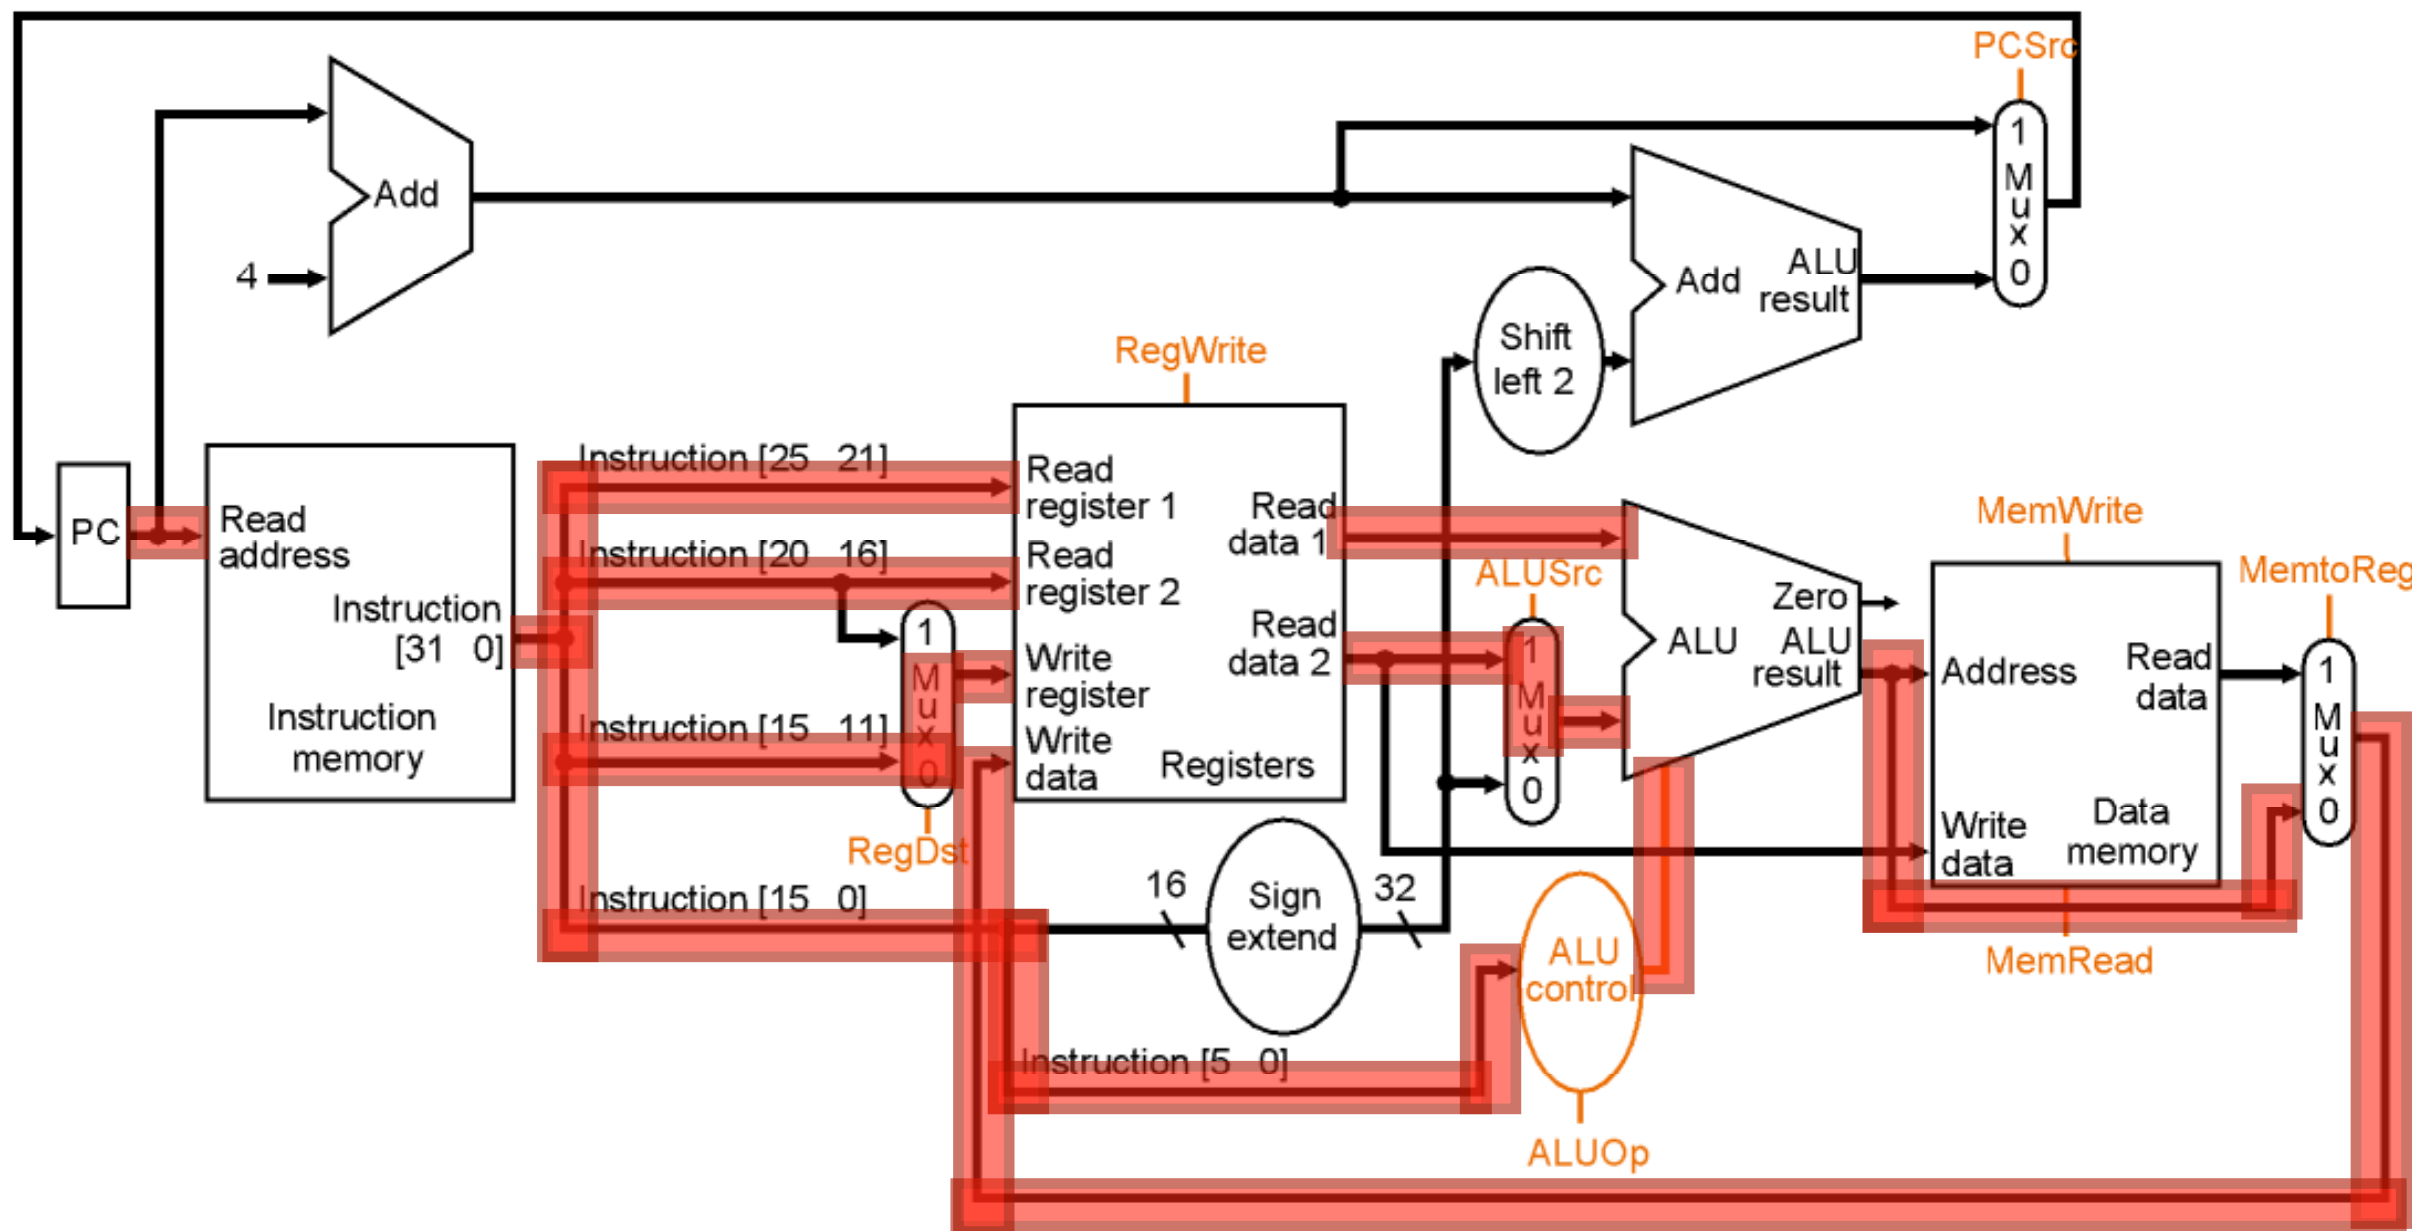 PCSrc
1
M
u
x
0
Add
4
Add
ALU
result
Shift
left 2
RegWrite
PC
Read
address
Instruction
[31 0]
Instruction
memory
Instruction [25 21]
Instruction [20 16]
Instruction [15 11]
Instruction [15 0]
1
M
u
x
0
RegDst
Read
register 1
Read
register 2
Write
register
Write
data
Registers
Read
data 1
Read
data 2
ALUSrc
1
M
u
x
0
Zero
ALU
ALU
result
MemWrite
Address
Read
data
Write
data
Data
memory
MemRead
MemtoReg
1
M
u
x
0
16
Sign
extend
32
ALU
control
Instruction [5 0]
ALUOp